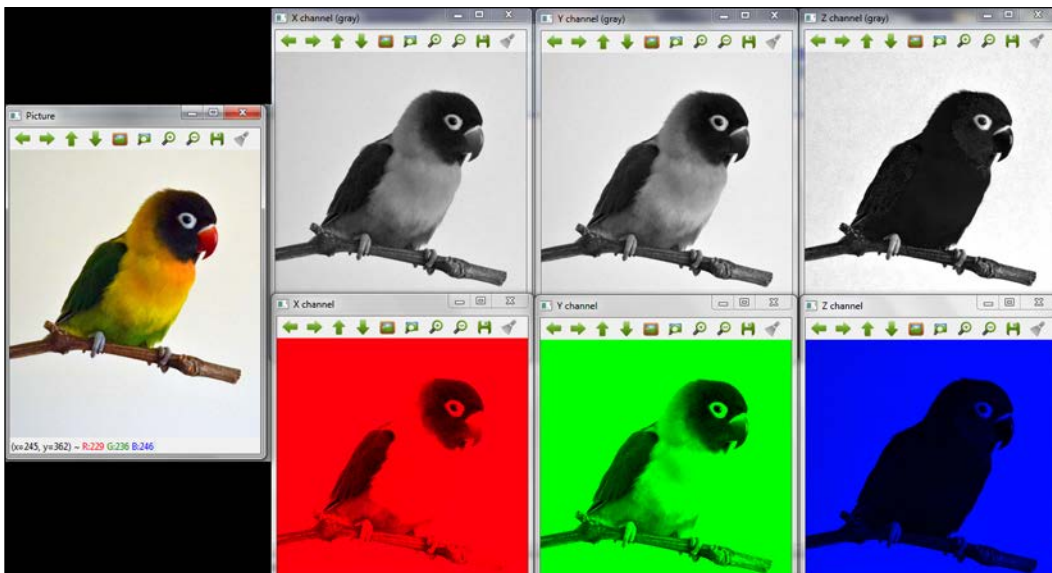 X channel (gray)
Y channel (gray)
Z channel (gray)
Picture
(x=245, y=362) ~ R:229 G:236 B:246
X channel
Y channel
Z channel